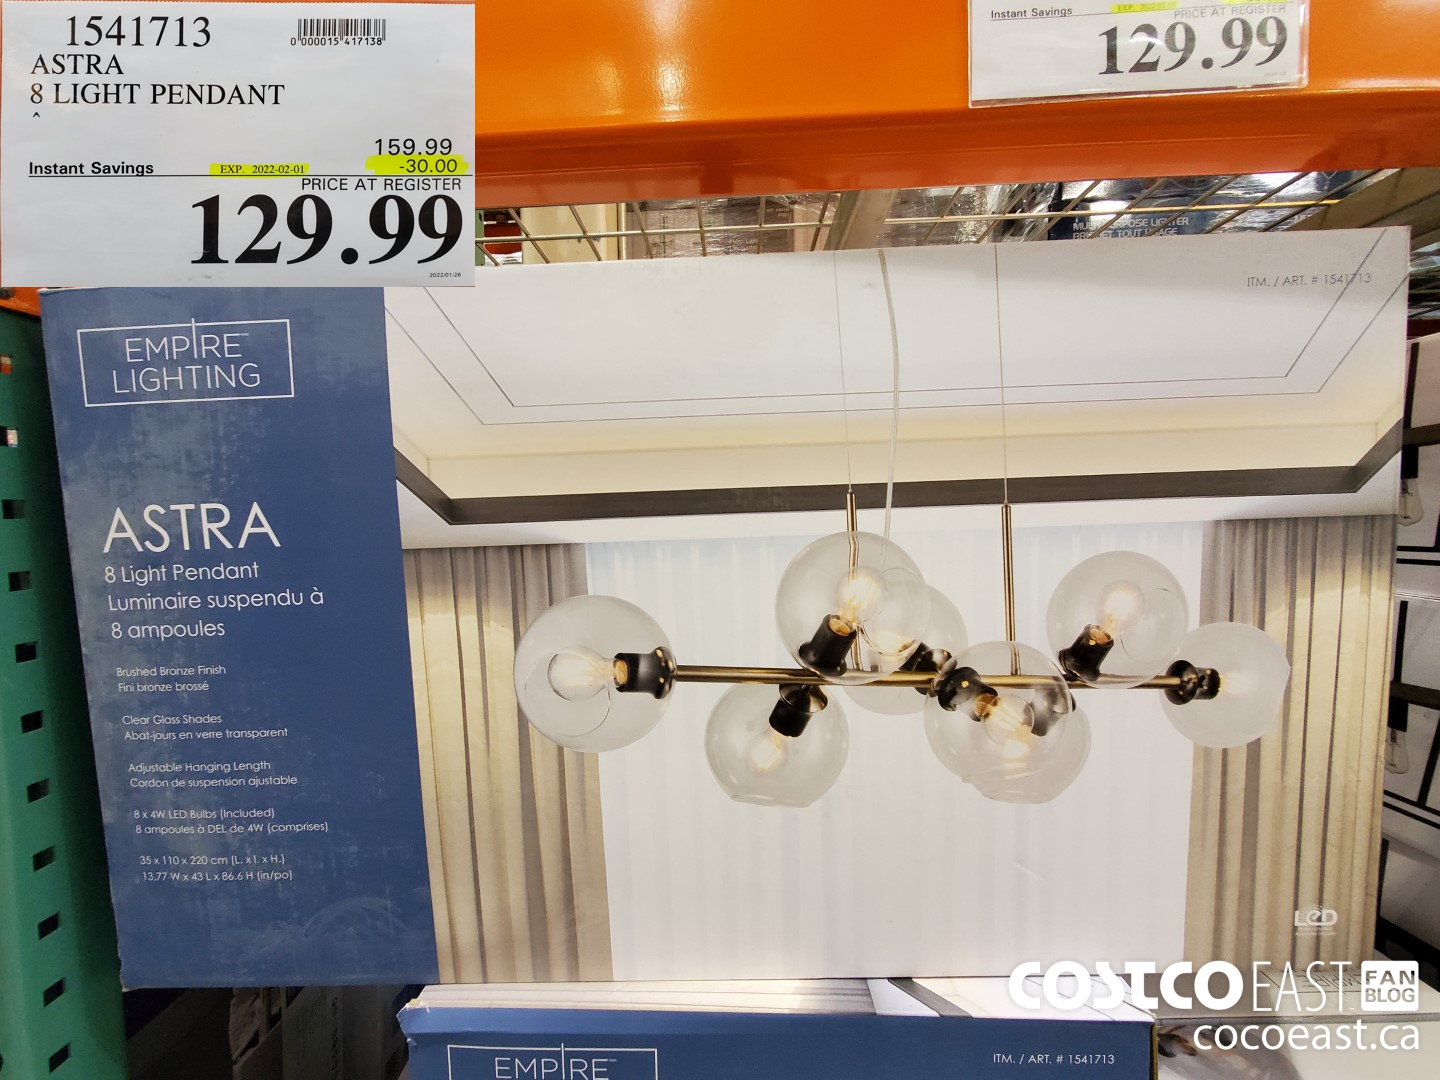 1541713
0"000015"417138"
ASTRA
8 LIGHT PENDANT
^
159.99
Instant Savings EXP. 2022-02-01 -30.00
PRICE AT REGISTER
129.99
2022/01/26
Instant Savings
PRICE AT REGISTER
129.99
ITM. / ART. # 1541713
EMPIRE™
LIGHTING
ASTRA
8 Light Pendant
Luminaire suspendu à
8 ampoules
Brushed Bronze Finish
Fini bronze brossé
Clear Glass Shades
Abat-jours en verre transparent
Adjustable Hanging Length
Cordon de suspension ajustable
8 x 4W LED Bulbs (Included)
8 ampoules à DEL de 4W (comprises)
35 x 110 x 220 cm (L. x l. x H.)
13.77 W x 43 L x 86.6 H (in/po)
LED
EMPIRE™
ITM. / ART. # 1541713
COSTCO EAST FAN BLOG
cocoeast.ca